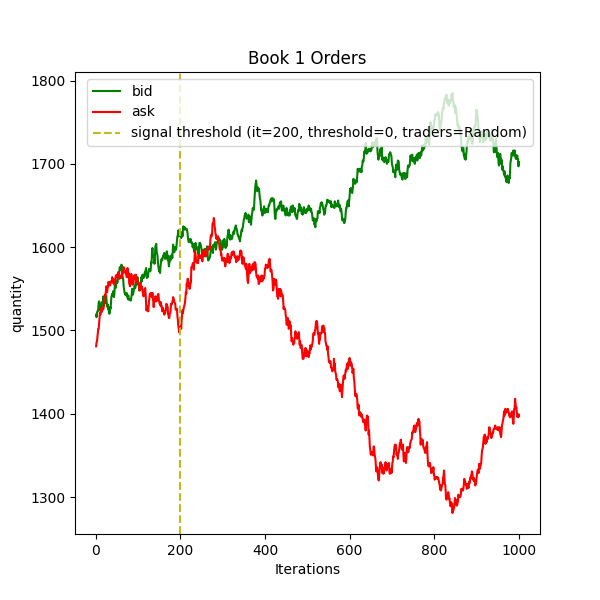 Book 1 Orders
bid
ask
signal threshold (it=200, threshold=0, traders=Random)
1800
1700
1600
1500
1400
1300
quantity
0 200 400 600 800 1000
Iterations